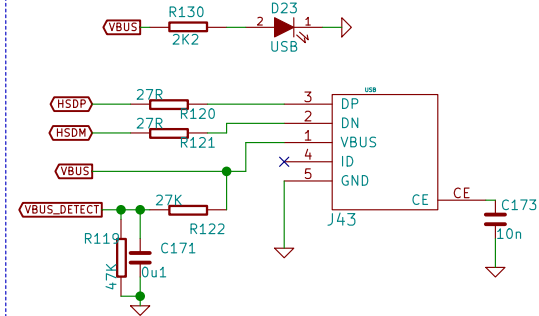 R130
VBUS
2K2
D23
2
1
USB
USB
HSDP
27R
R120
3
DP
HSDM
27R
R121
2
DN
1
VBUS
VBUS
4
ID
5
GND
VBUS_DETECT
27K
R122
CE
CE
J43
C173
10n
R119
47K
C171
0u1